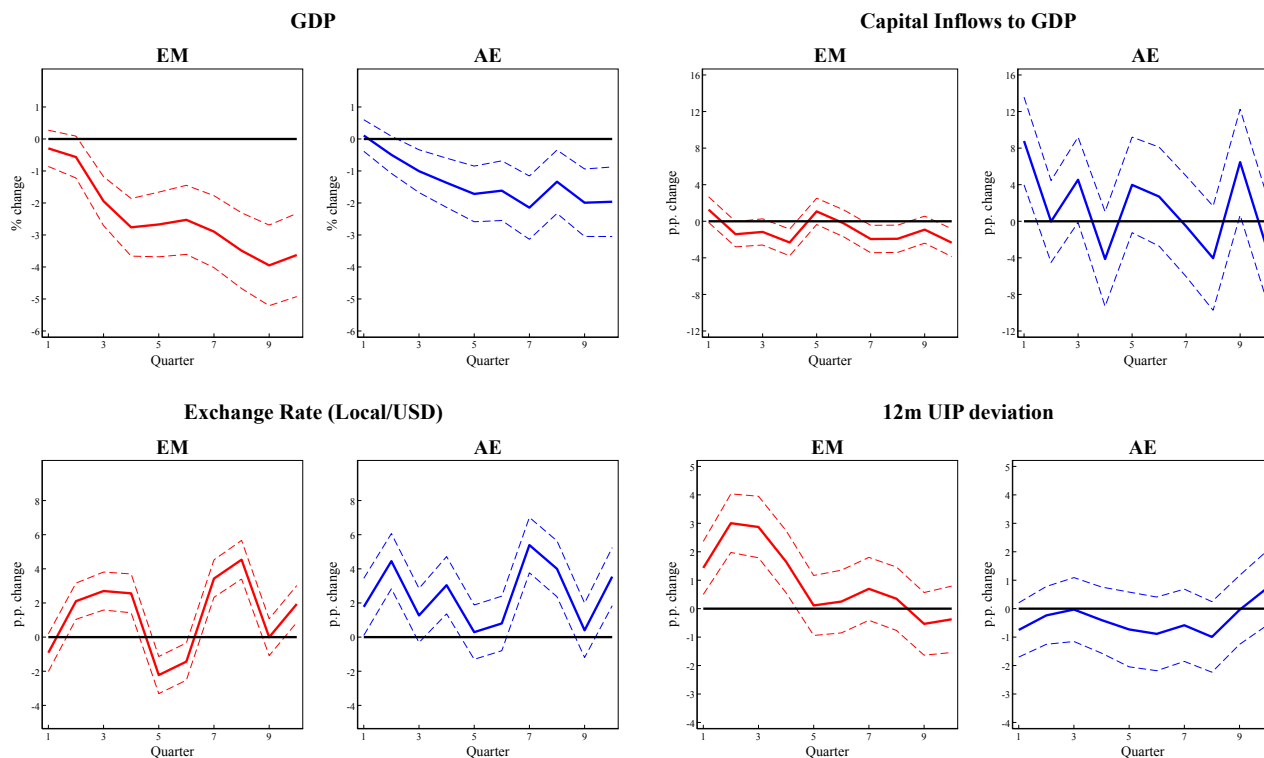 GDP
EM
AE
% change
1
0
-1
-2
-3
-4
-5
-6
1 3 5 7 9
Quarter
% change
1
0
-1
-2
-3
-4
-5
-6
1 3 5 7 9
Quarter
Capital Inflows to GDP
EM
AE
p.p. change
16
12
8
4
0
-4
-8
-12
1 3 5 7 9
Quarter
p.p. change
16
12
8
4
0
-4
-8
-12
1 3 5 7 9
Quarter
Exchange Rate (Local/USD)
EM
AE
p.p. change
8
6
4
2
0
-2
-4
1 3 5 7 9
Quarter
p.p. change
8
6
4
2
0
-2
-4
1 3 5 7 9
Quarter
12m UIP deviation
EM
AE
p.p. change
5
4
3
2
1
0
-1
-2
-3
-4
1 3 5 7 9
Quarter
p.p. change
5
4
3
2
1
0
-1
-2
-3
-4
1 3 5 7 9
Quarter